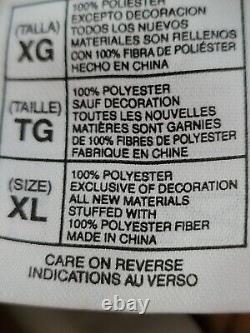 (TALLA)
XG
100% POLIÉSTER
EXCEPTO DECORACION
TODOS LOS NUEVOS
MATERIALES SON RELLENOS
CON 100% FIBRA DE POLIÉSTER
HECHO EN CHINA
(TAILLE)
TG
100% POLYESTER
SAUF DECORATION
TOUTES LES NOUVELLES
MATIÈRES SONT GARNIES
DE 100% FIBRES DE POLYESTER
FABRIQUE EN CHINE
(SIZE)
XL
100% POLYESTER
EXCLUSIVE OF DECORATION
ALL NEW MATERIALS
STUFFED WITH
100% POLYESTER FIBER
MADE IN CHINA
CARE ON REVERSE
INDICATIONS AU VERSO